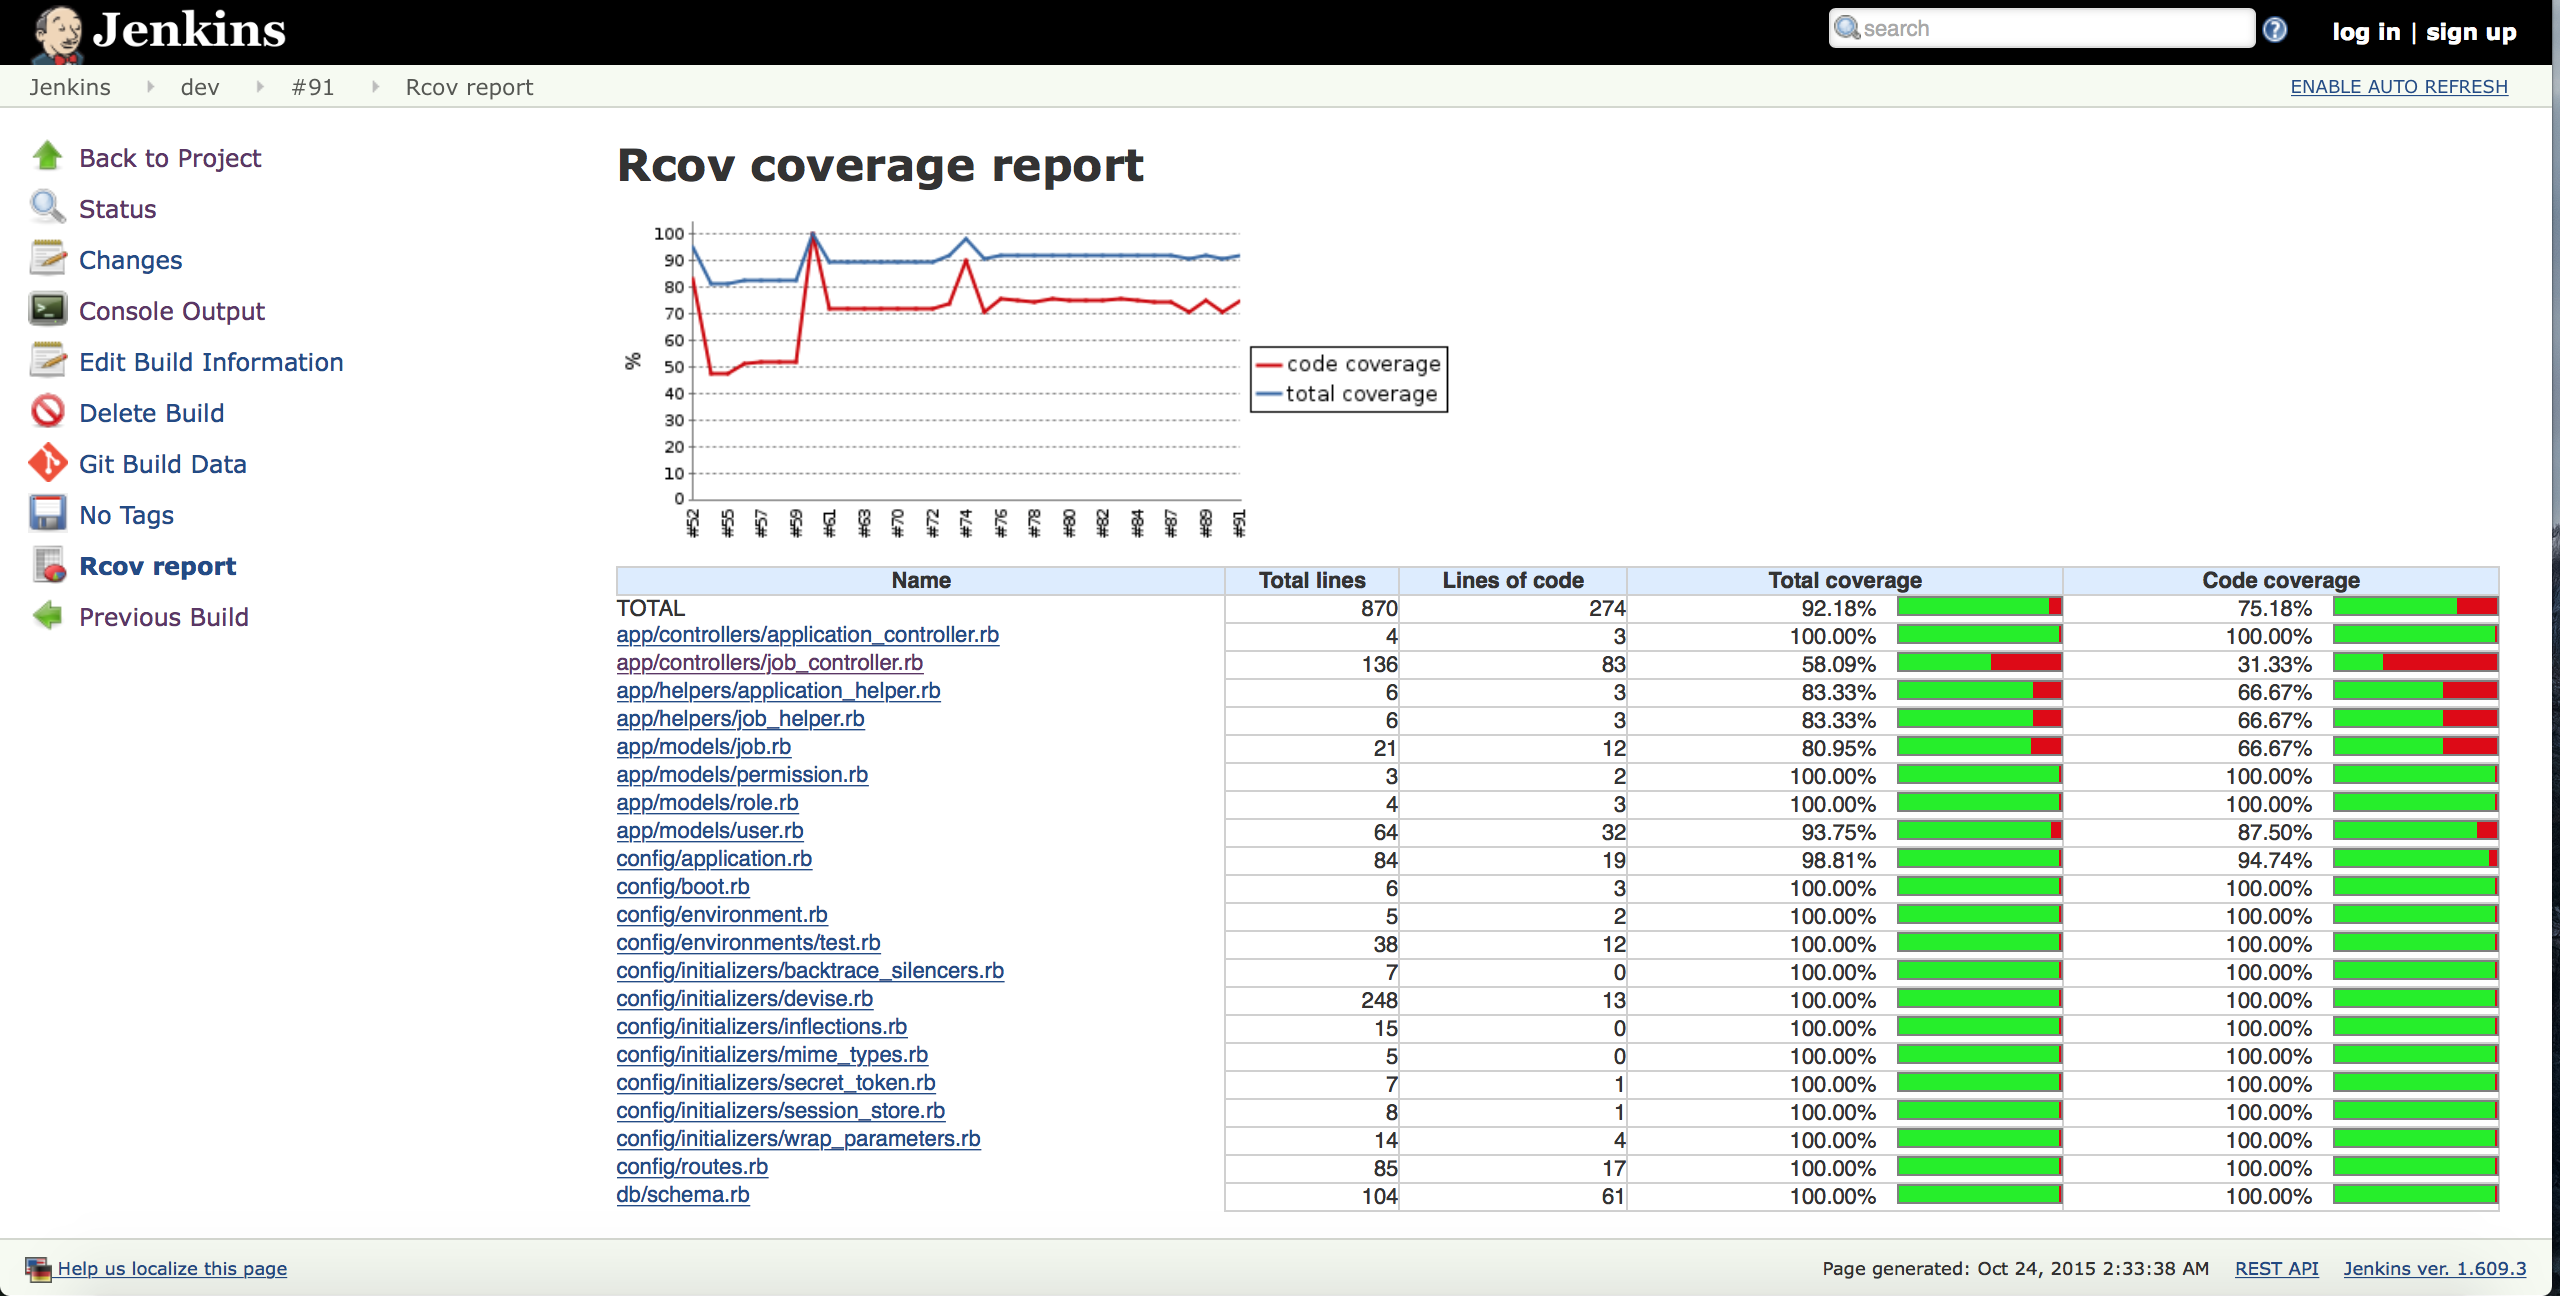 Jenkins
search
log in | sign up
Jenkins dev #91 Rcov report
ENABLE AUTO REFRESH
Back to Project
Status
Changes
Console Output
Edit Build Information
Delete Build
Git Build Data
No Tags
Rcov report
Previous Build
Rcov coverage report
100
90
80
70
60
50
40
30
20
10
0
%
#52 #55 #57 #59 #61 #63 #70 #72 #74 #76 #78 #80 #82 #84 #87 #89 #91
code coverage
total coverage
Name Total lines Lines of code Total coverage Code coverage
TOTAL 870 274 92.18% 75.18%
app/controllers/application_controller.rb 4 3 100.00% 100.00%
app/controllers/job_controller.rb 136 83 58.09% 31.33%
app/helpers/application_helper.rb 6 3 83.33% 66.67%
app/helpers/job_helper.rb 6 3 83.33% 66.67%
app/models/job.rb 21 12 80.95% 66.67%
app/models/permission.rb 3 2 100.00% 100.00%
app/models/role.rb 4 3 100.00% 100.00%
app/models/user.rb 64 32 93.75% 87.50%
config/application.rb 84 19 98.81% 94.74%
config/boot.rb 6 3 100.00% 100.00%
config/environment.rb 5 2 100.00% 100.00%
config/environments/test.rb 38 12 100.00% 100.00%
config/initializers/backtrace_silencers.rb 7 0 100.00% 100.00%
config/initializers/devise.rb 248 13 100.00% 100.00%
config/initializers/inflections.rb 15 0 100.00% 100.00%
config/initializers/mime_types.rb 5 0 100.00% 100.00%
config/initializers/secret_token.rb 7 1 100.00% 100.00%
config/initializers/session_store.rb 8 1 100.00% 100.00%
config/initializers/wrap_parameters.rb 14 4 100.00% 100.00%
config/routes.rb 85 17 100.00% 100.00%
db/schema.rb 104 61 100.00% 100.00%
Help us localize this page
Page generated: Oct 24, 2015 2:33:38 AM REST API Jenkins ver. 1.609.3